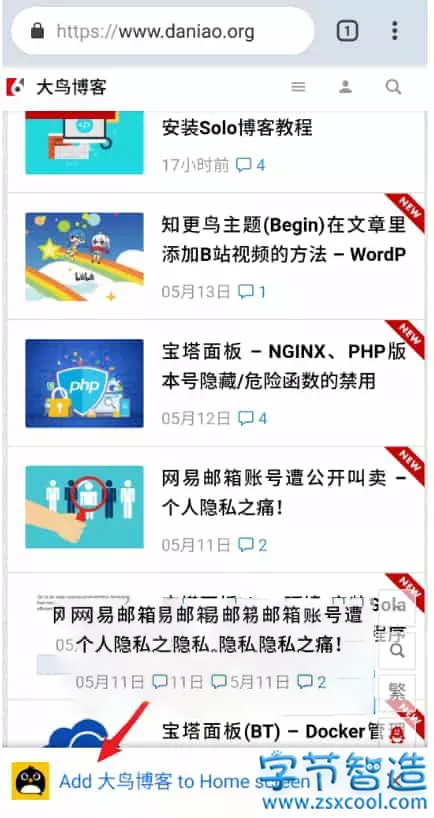 https://www.daniao.org
1
大鸟博客
安装Solo博客教程
17小时前 4
NEW
知更鸟主题(Begin)在文章里
添加B站视频的方法 – WordP
05月13日 1
NEW
宝塔面板 – NGINX、PHP版
本号隐藏/危险函数的禁用
php
05月12日 4
NEW
网易邮箱账号遭公开叫卖 –
个人隐私之痛!
05月11日 2
NEW
Sola
网网易邮箱易邮箱易邮箱邮箱账号遭
程序
个人隐私之隐私.隐私隐私之痛!
05月11日 11日 5月11日 2
繁
NEW
宝塔面板(BT) – Docker管理
Add 大鸟博客 to Home screen
字节智造
www.zsxcool.com